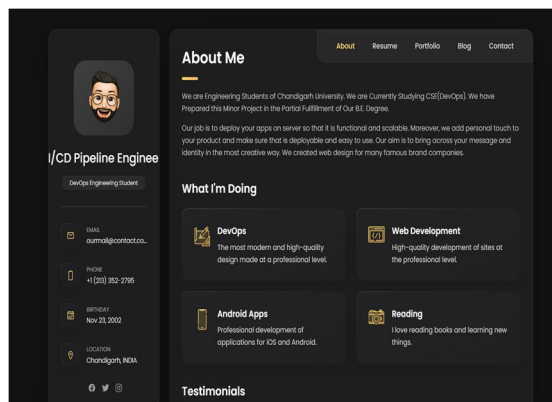 I/CD Pipeline Enginee
DevOps Engineering Student
EMAIL
ourmail@contact.co...
PHONE
+1 (213) 352-2795
BIRTHDAY
Nov 23, 2002
LOCATION
Chandigarh, INDIA
About Resume Portfolio Blog Contact
About Me
We are Engineering Students of Chandigarh University. We are Currently Studying CSE(DevOps). We have
Prepared this Minor Project in the Partial Fullfillment of Our B.E. Degree.
Our job is to deploy your apps on server so that it is functional and scalable. Moreover, we add personal touch to
your product and make sure that is deployable and easy to use. Our aim is to bring across your message and
identity in the most creative way. We created web design for many famous brand companies.
What I'm Doing
DevOps
The most modern and high-quality
design made at a professional level.
Web Development
High-quality development of sites at
the professional level.
Android Apps
Professional development of
applications for iOS and Android.
Reading
I love reading books and learning new
things.
Testimonials